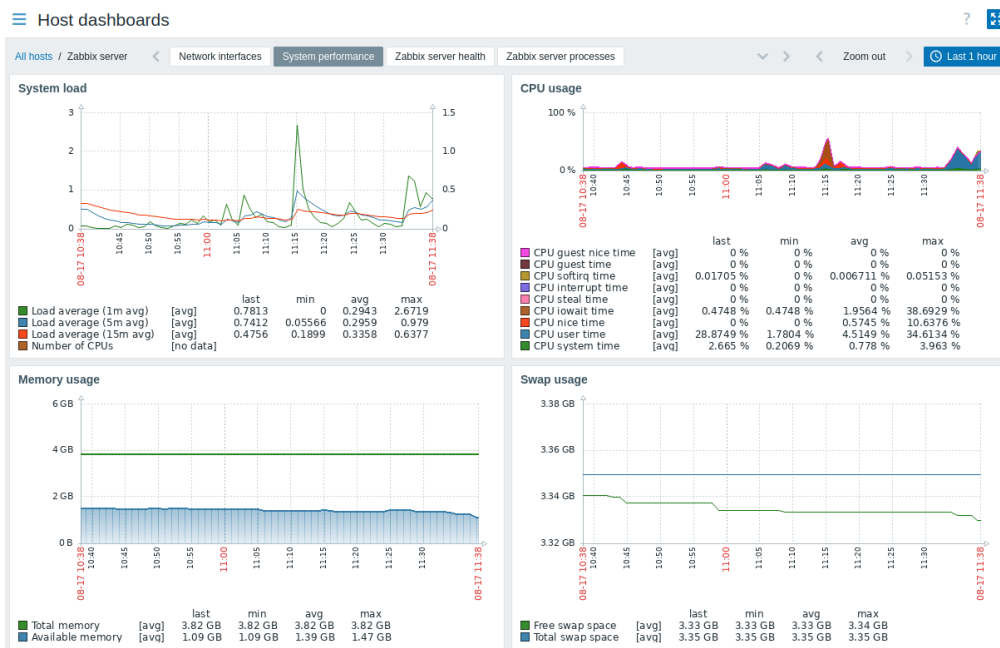 Host dashboards
?
All hosts / Zabbix server Network interfaces System performance Zabbix server health Zabbix server processes Zoom out Last 1 hour
System load
3 1.5
2 1.0
1 0.5
0 0
08-17 10:38 10:45 10:50 10:55 11:00 11:05 11:10 11:15 11:20 11:25 11:30 08-17 11:38
last min avg max
Load average (1m avg) [avg] 0.7813 0 0.2943 2.6719
Load average (5m avg) [avg] 0.7412 0.05566 0.2959 0.979
Load average (15m avg) [avg] 0.4756 0.1899 0.3358 0.6377
Number of CPUs [no data]
CPU usage
100 %
0 %
08-17 10:38 10:40 10:45 10:50 10:55 11:00 11:05 11:10 11:15 11:20 11:25 11:30 08-17 11:38
last min avg max
CPU guest nice time [avg] 0 % 0 % 0 % 0 %
CPU guest time [avg] 0 % 0 % 0 % 0 %
CPU softirq time [avg] 0.01705 % 0 % 0.006711 % 0.05153 %
CPU interrupt time [avg] 0 % 0 % 0 % 0 %
CPU steal time [avg] 0 % 0 % 0 % 0 %
CPU iowait time [avg] 0.4748 % 0.4748 % 1.9564 % 38.6929 %
CPU nice time [avg] 0 % 0 % 0.5745 % 10.6376 %
CPU user time [avg] 28.8749 % 1.7804 % 4.5149 % 34.6134 %
CPU system time [avg] 2.665 % 0.2069 % 0.778 % 3.963 %
Memory usage
6 GB
4 GB
2 GB
0 B
08-17 10:38 10:40 10:45 10:50 10:55 11:00 11:05 11:10 11:15 11:20 11:25 11:30 08-17 11:38
last min avg max
Total memory [avg] 3.82 GB 3.82 GB 3.82 GB 3.82 GB
Available memory [avg] 1.09 GB 1.09 GB 1.39 GB 1.47 GB
Swap usage
3.38 GB
3.36 GB
3.34 GB
3.32 GB
08-17 10:38 10:40 10:45 10:50 10:55 11:00 11:05 11:10 11:15 11:20 11:25 11:30 08-17 11:38
last min avg max
Free swap space [avg] 3.33 GB 3.33 GB 3.33 GB 3.34 GB
Total swap space [avg] 3.35 GB 3.35 GB 3.35 GB 3.35 GB